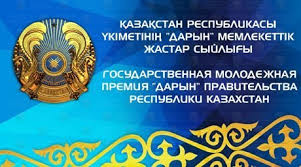 ҚАЗАҚСТАН РЕСПУБЛИКАСЫ
ҮКІМЕТІНІҢ "ДАРЫН" МЕМЛЕКЕТТІК
ЖАСТАР СЫЙЛЫҒЫ
ГОСУДАРСТВЕННАЯ МОЛОДЕЖНАЯ
ПРЕМИЯ "ДАРЫН" ПРАВИТЕЛЬСТВА
РЕСПУБЛИКИ КАЗАХСТАН